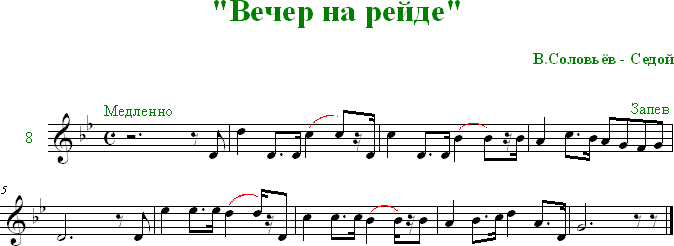 "Вечер на рейде"
В.Соловьёв - Седой
Медленно
Запев
8
5